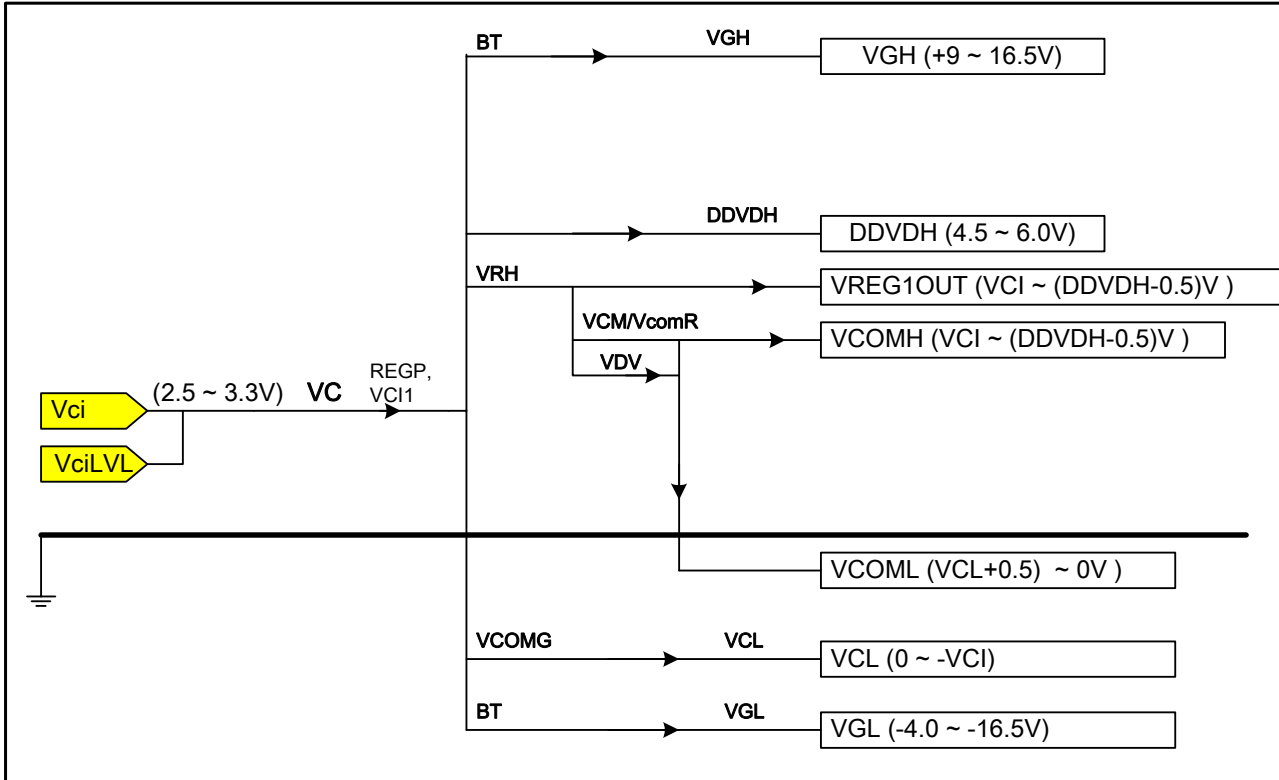 BT VGH VGH (+9 ~ 16.5V)
DDVDH DDVDH (4.5 ~ 6.0V)
VRH VREG1OUT (VCI ~ (DDVDH-0.5)V )
VCM/VcomR VCOMH (VCI ~ (DDVDH-0.5)V )
VDV
REGP,
Vci (2.5 ~ 3.3V) VC VCI1
VciLVL
VCOML (VCL+0.5) ~ 0V )
VCOMG VCL VCL (0 ~ -VCI)
BT VGL VGL (-4.0 ~ -16.5V)